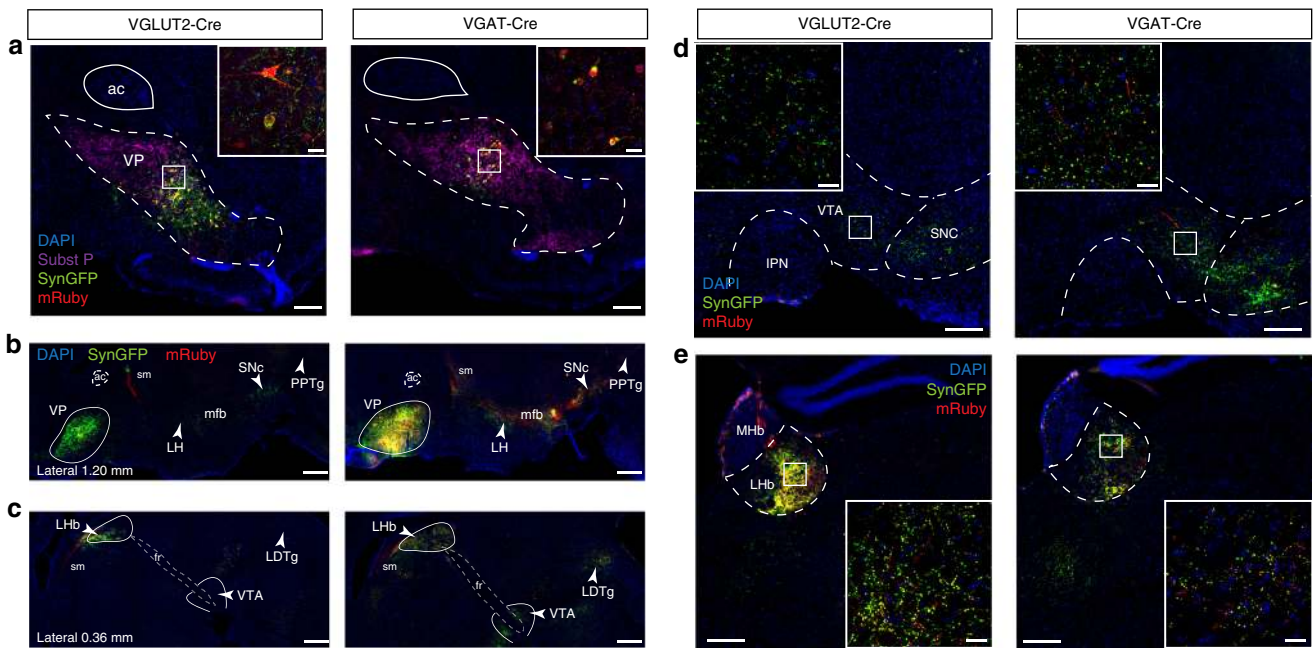 VGLUT2-Cre
VGAT-Cre
a
ac
VP
DAPI
Subst P
SynGFP
mRuby
b
DAPI SynGFP mRuby
ac
sm
SNc
PPTg
VP
mfb
LH
Lateral 1.20 mm
sm
SNc
ac
PPTg
VP
mfb
LH
c
LHb
sm
fr
LDTg
VTA
Lateral 0.36 mm
LHb
sm
fr
LDTg
VTA
VGLUT2-Cre
VGAT-Cre
d
VTA
SNC
IPN
DAPI
SynGFP
mRuby
e
DAPI
SynGFP
mRuby
MHb
LHb